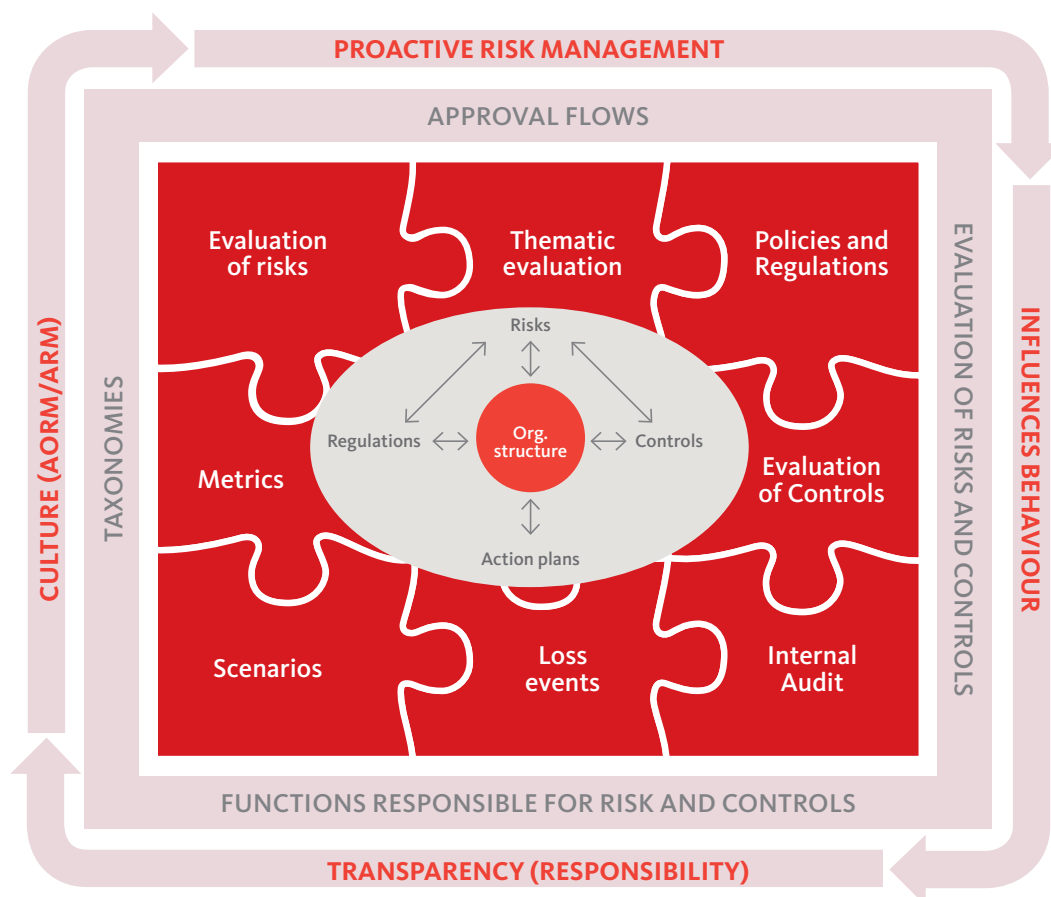 PROACTIVE RISK MANAGEMENT
APPROVAL FLOWS
Evaluation
of risks
Thematic
evaluation
Policies and
Regulations
CULTURE (AORM/ARM)
TAXONOMIES
Risks
Regulations
Org.
structure
Controls
Action plans
Metrics
Evaluation
of Controls
EVALUATION OF RISKS AND CONTROLS
INFLUENCES BEHAVIOUR
Scenarios
Loss
events
Internal
Audit
FUNCTIONS RESPONSIBLE FOR RISK AND CONTROLS
TRANSPARENCY (RESPONSIBILITY)